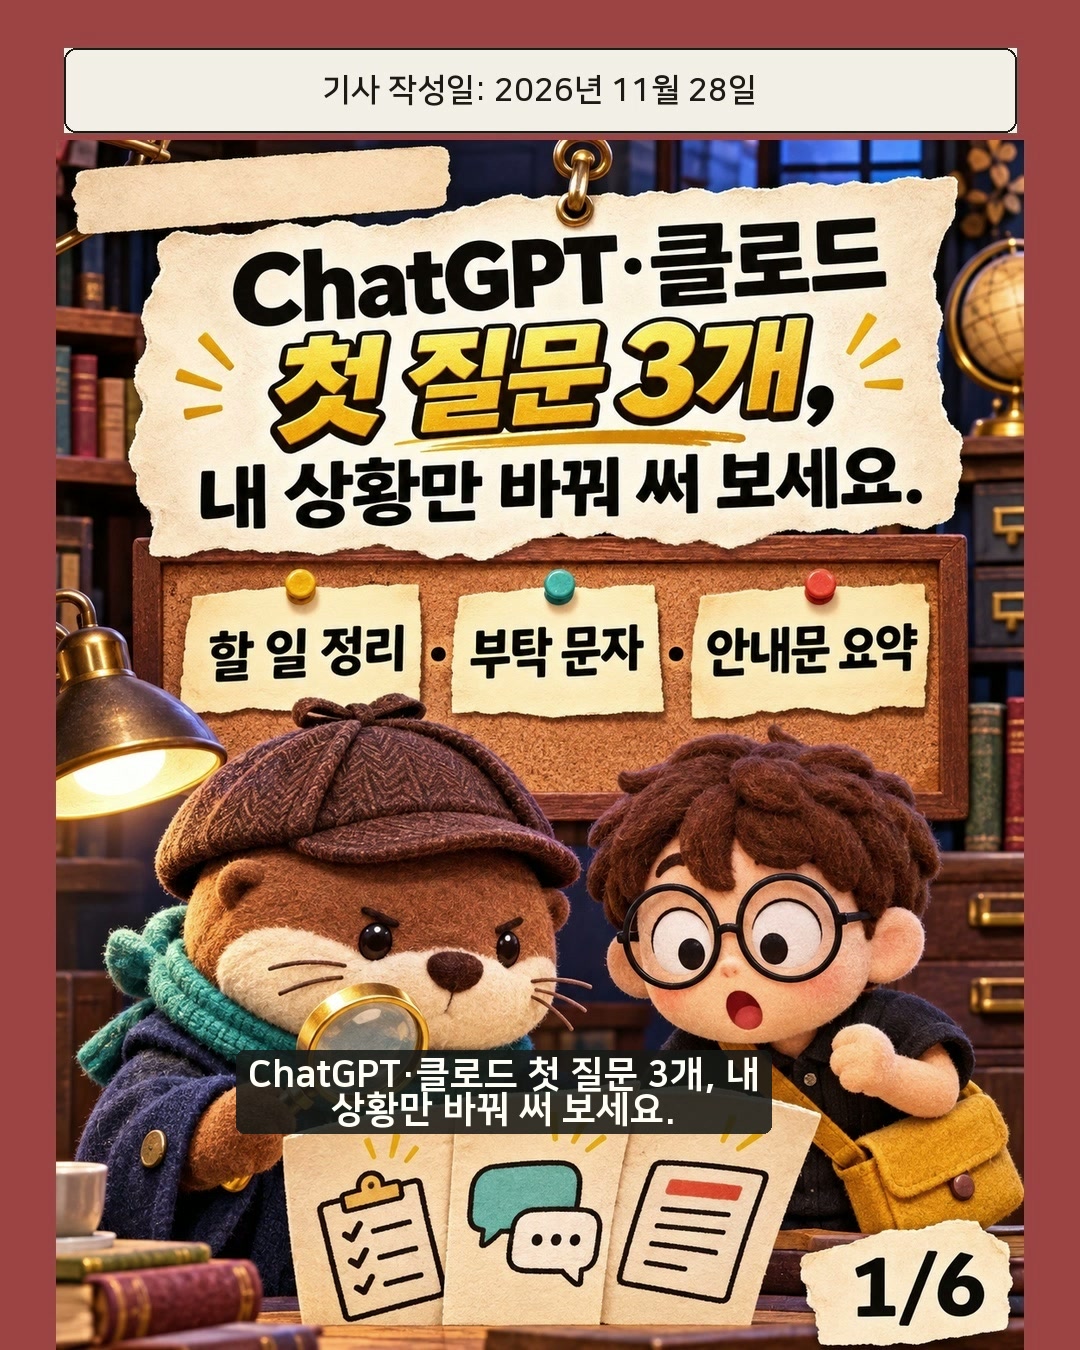 기사 작성일: 2026년 11월 28일
ChatGPT·클로드
첫 질문 3개,
내 상황만 바꿔 써 보세요.
할 일 정리 · 부탁 문자 · 안내문 요약
ChatGPT·클로드 첫 질문 3개, 내
상황만 바꿔 써 보세요.
1/6